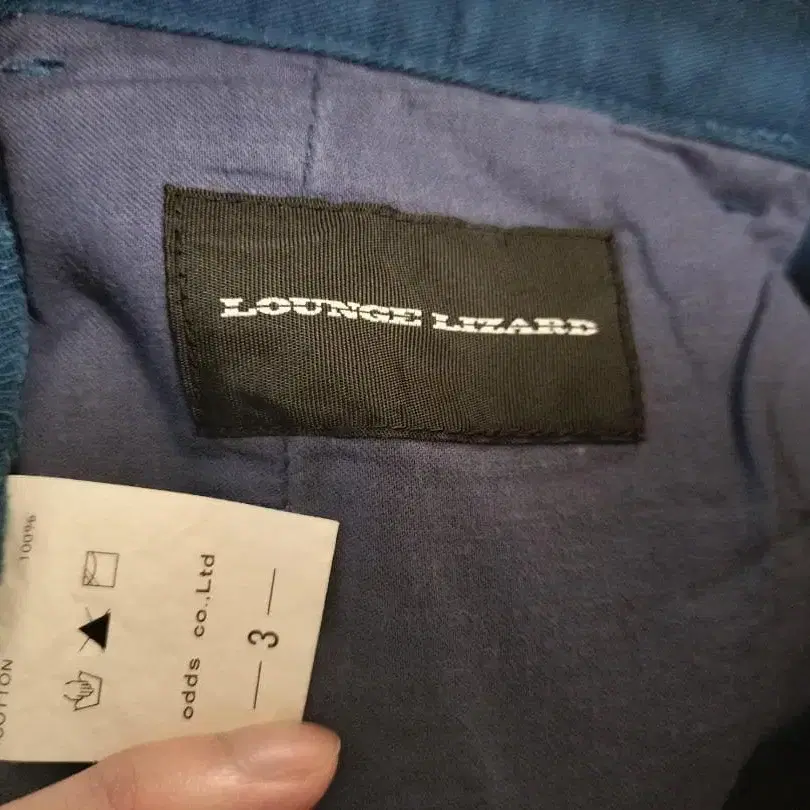 LOUNGE LIZARD
COTTON 100%
odds co.,Ltd
— 3 —